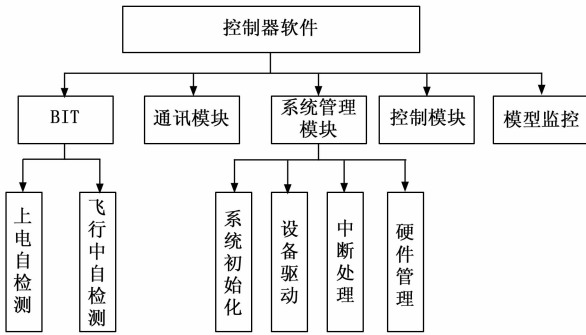 控制器软件
BIT
通讯模块
系统管理
模块
控制模块
模型监控
上电自检测
飞行中自检测
系统初始化
设备驱动
中断处理
硬件管理